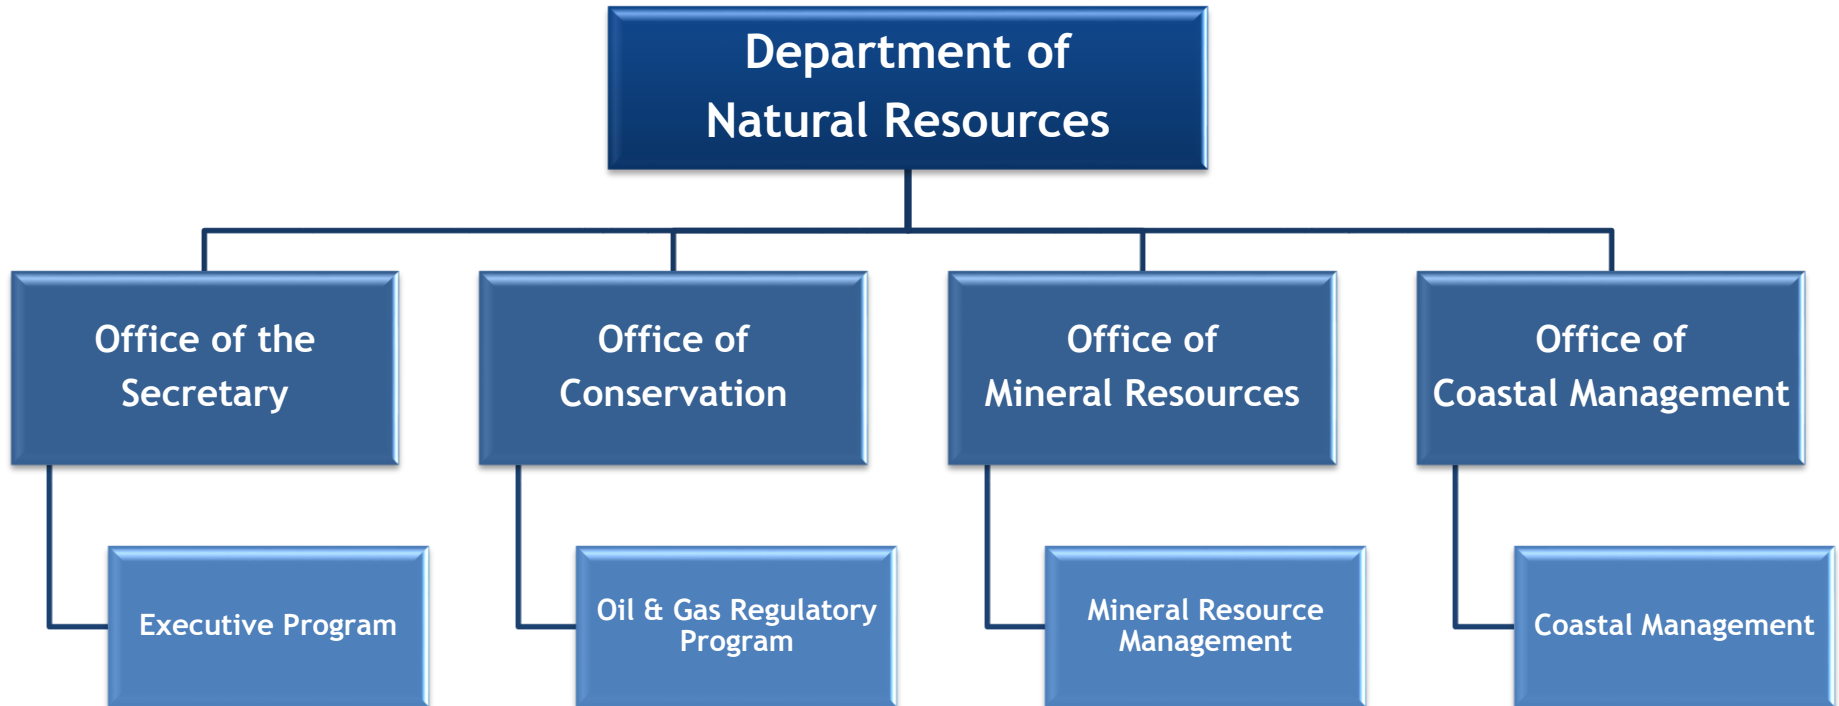 Department of
Natural Resources
Office of the
Secretary
Office of
Conservation
Office of
Mineral Resources
Office of
Coastal Management
Executive Program
Oil & Gas Regulatory
Program
Mineral Resource
Management
Coastal Management